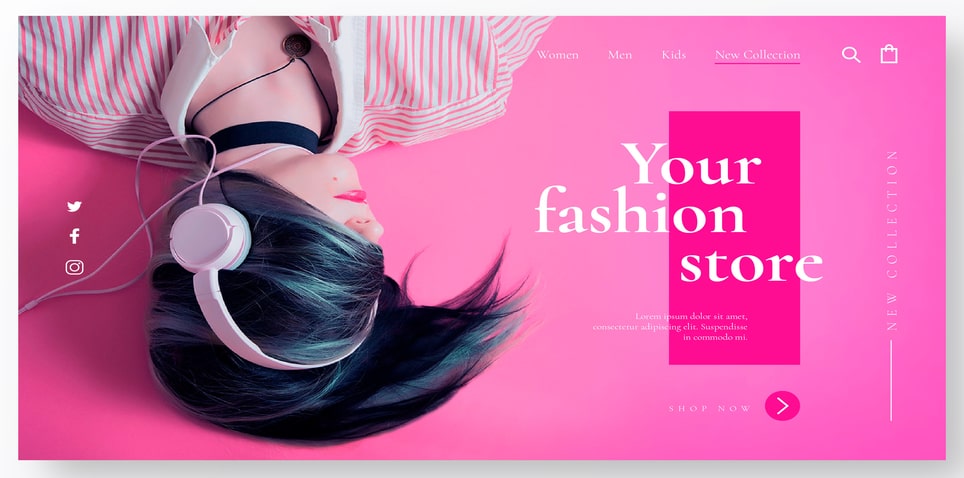 Women
Men
Kids
New Collection
Your
fashion
store
Lorem ipsum dolor sit amet,
consectetur adipiscing elit. Suspendisse
in commodo mi.
SHOP NOW
NEW COLLECTION